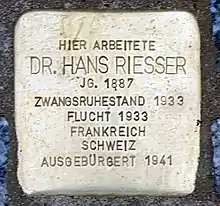 HIER ARBEITETE
DR. HANS RIESSER
JG. 1887
ZWANGSRUHESTAND 1933
FLUCHT 1933
FRANKREICH
SCHWEIZ
AUSGEBÜRGERT 1941